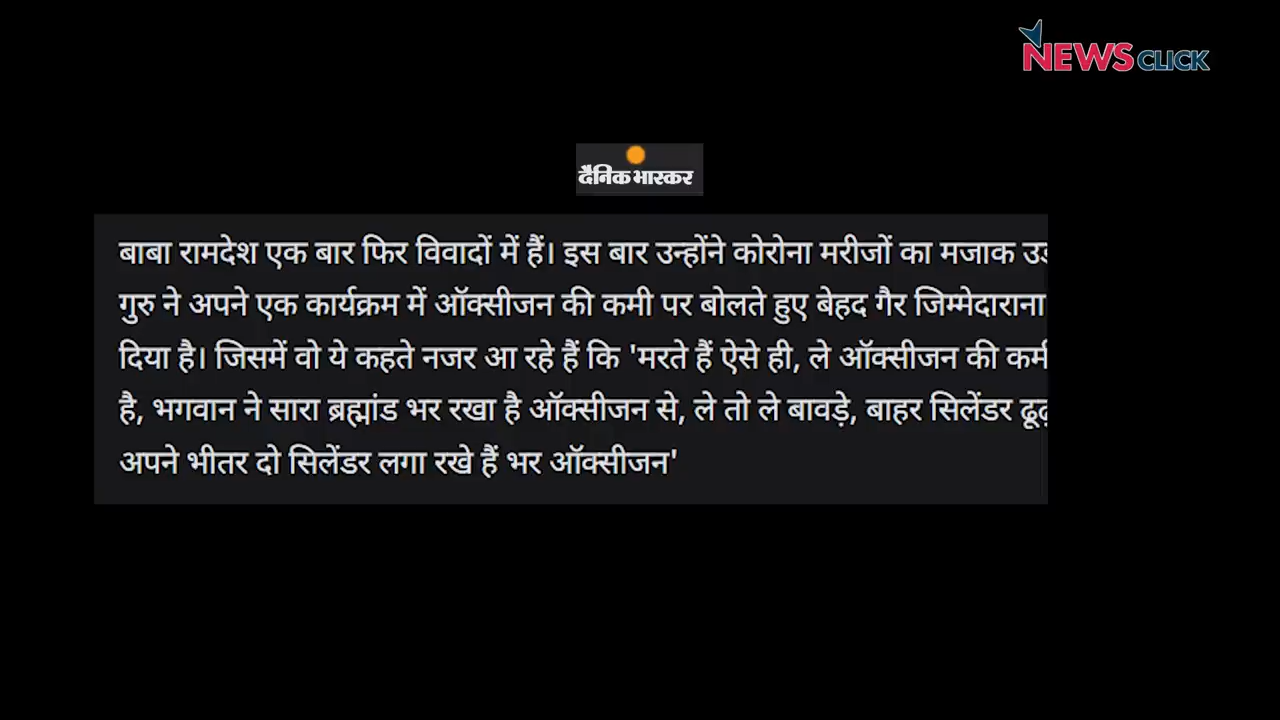 NEWSCLICK
दैनिक भास्कर
बाबा रामदेश एक बार फिर विवादों में हैं। इस बार उन्होंने कोरोना मरीजों का मजाक
गुरु ने अपने एक कार्यक्रम में ऑक्सीजन की कमी पर बोलते हुए बेहद गैर जिम्मेदाराना
दिया है। जिसमें वो ये कहते नजर आ रहे हैं कि 'मरते हैं ऐसे ही, ले ऑक्सीजन की
है, भगवान ने सारा ब्रह्मांड भर रखा है ऑक्सीजन से, ले तो ले बावड़े, बाहर सिलेंडर
अपने भीतर दो सिलेंडर लगा रखे हैं भर ऑक्सीजन'